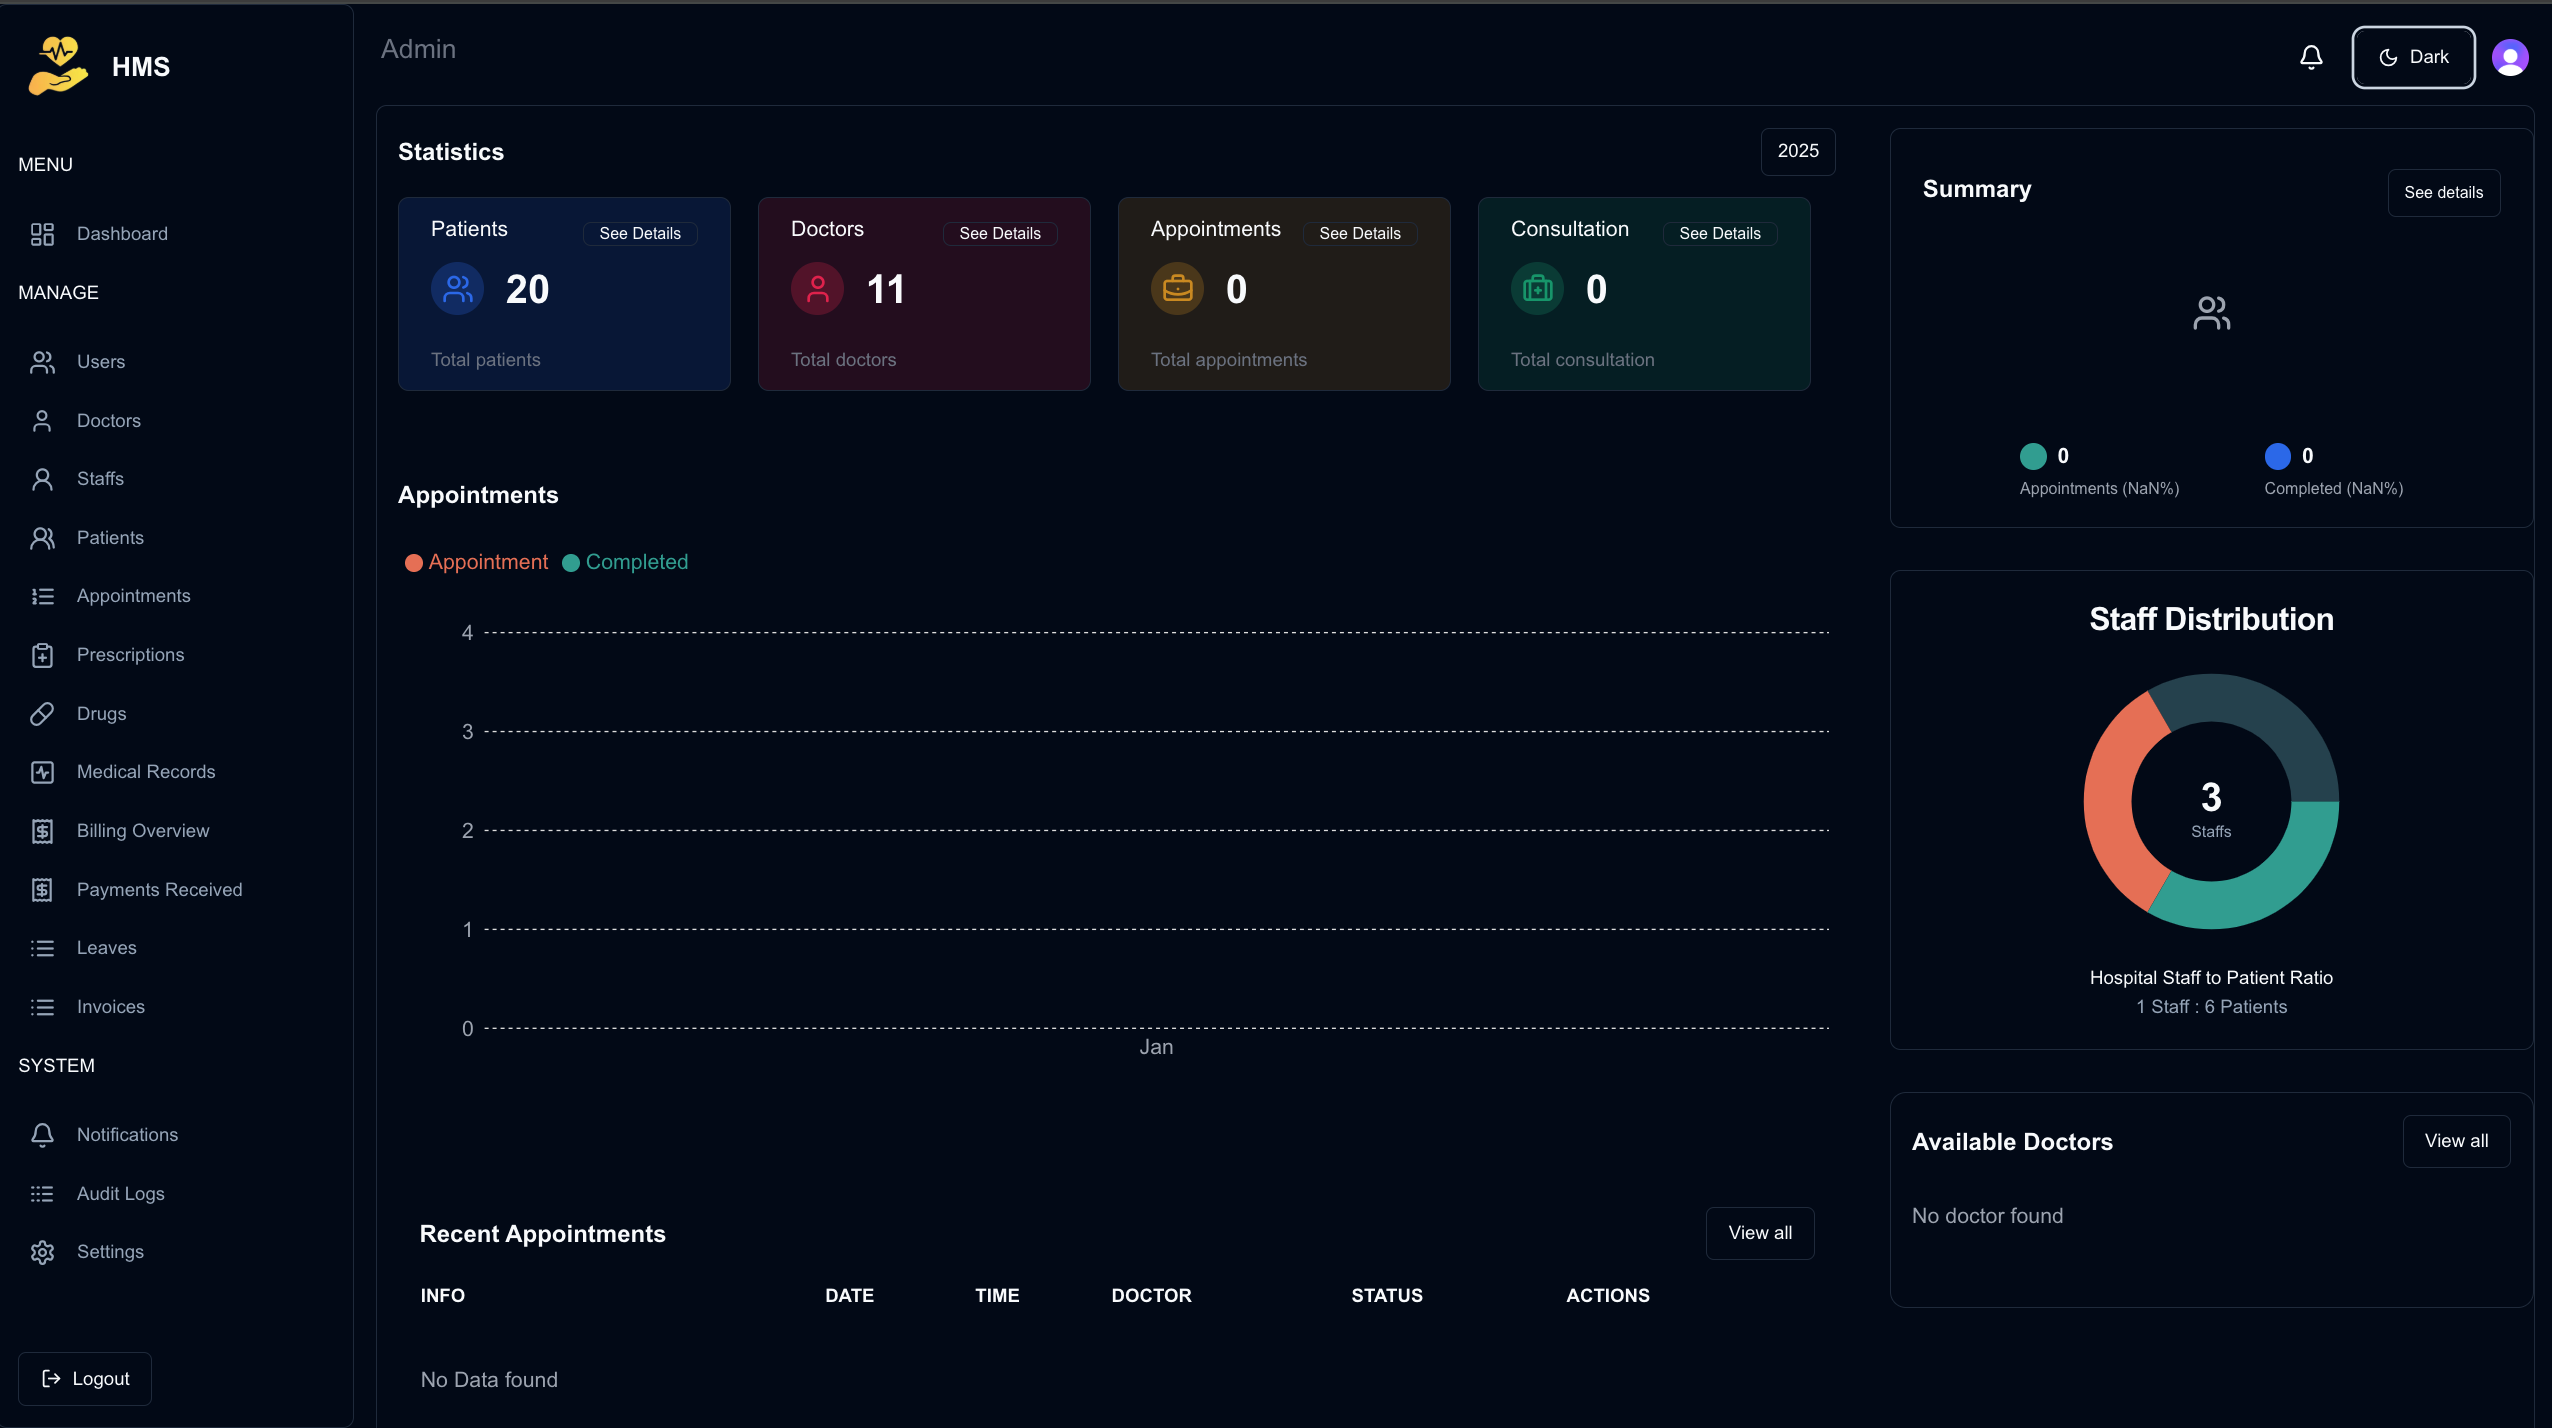 HMS
MENU
Dashboard
MANAGE
Users
Doctors
Staffs
Patients
Appointments
Prescriptions
Drugs
Medical Records
Billing Overview
Payments Received
Leaves
Invoices
SYSTEM
Notifications
Audit Logs
Settings
Logout
Admin
Dark
Statistics
2025
Patients
See Details
20
Total patients
Doctors
See Details
11
Total doctors
Appointments
See Details
0
Total appointments
Consultation
See Details
0
Total consultation
Appointments
Appointment
Completed
4
3
2
1
0
Jan
Recent Appointments
View all
INFO DATE TIME DOCTOR STATUS ACTIONS
No Data found
Summary
See details
0
Appointments (NaN%)
0
Completed (NaN%)
Staff Distribution
3
Staffs
Hospital Staff to Patient Ratio
1 Staff : 6 Patients
Available Doctors
View all
No doctor found